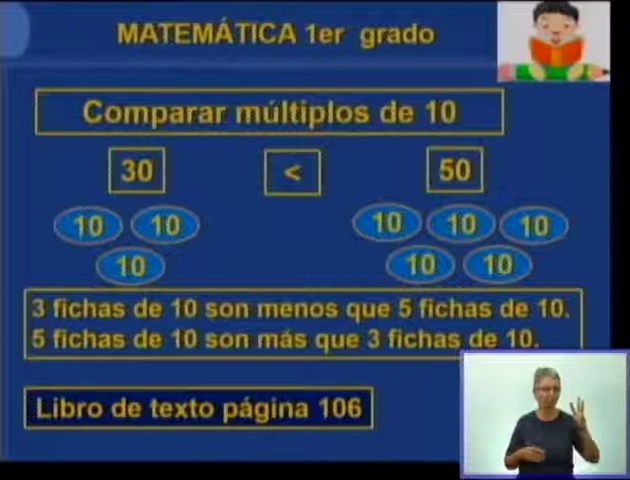 MATEMÁTICA 1er grado
Comparar múltiplos de 10
30 < 50
10 10 10 10 10
10 10 10
3 fichas de 10 son menos que 5 fichas de 10.
5 fichas de 10 son más que 3 fichas de 10.
Libro de texto página 106